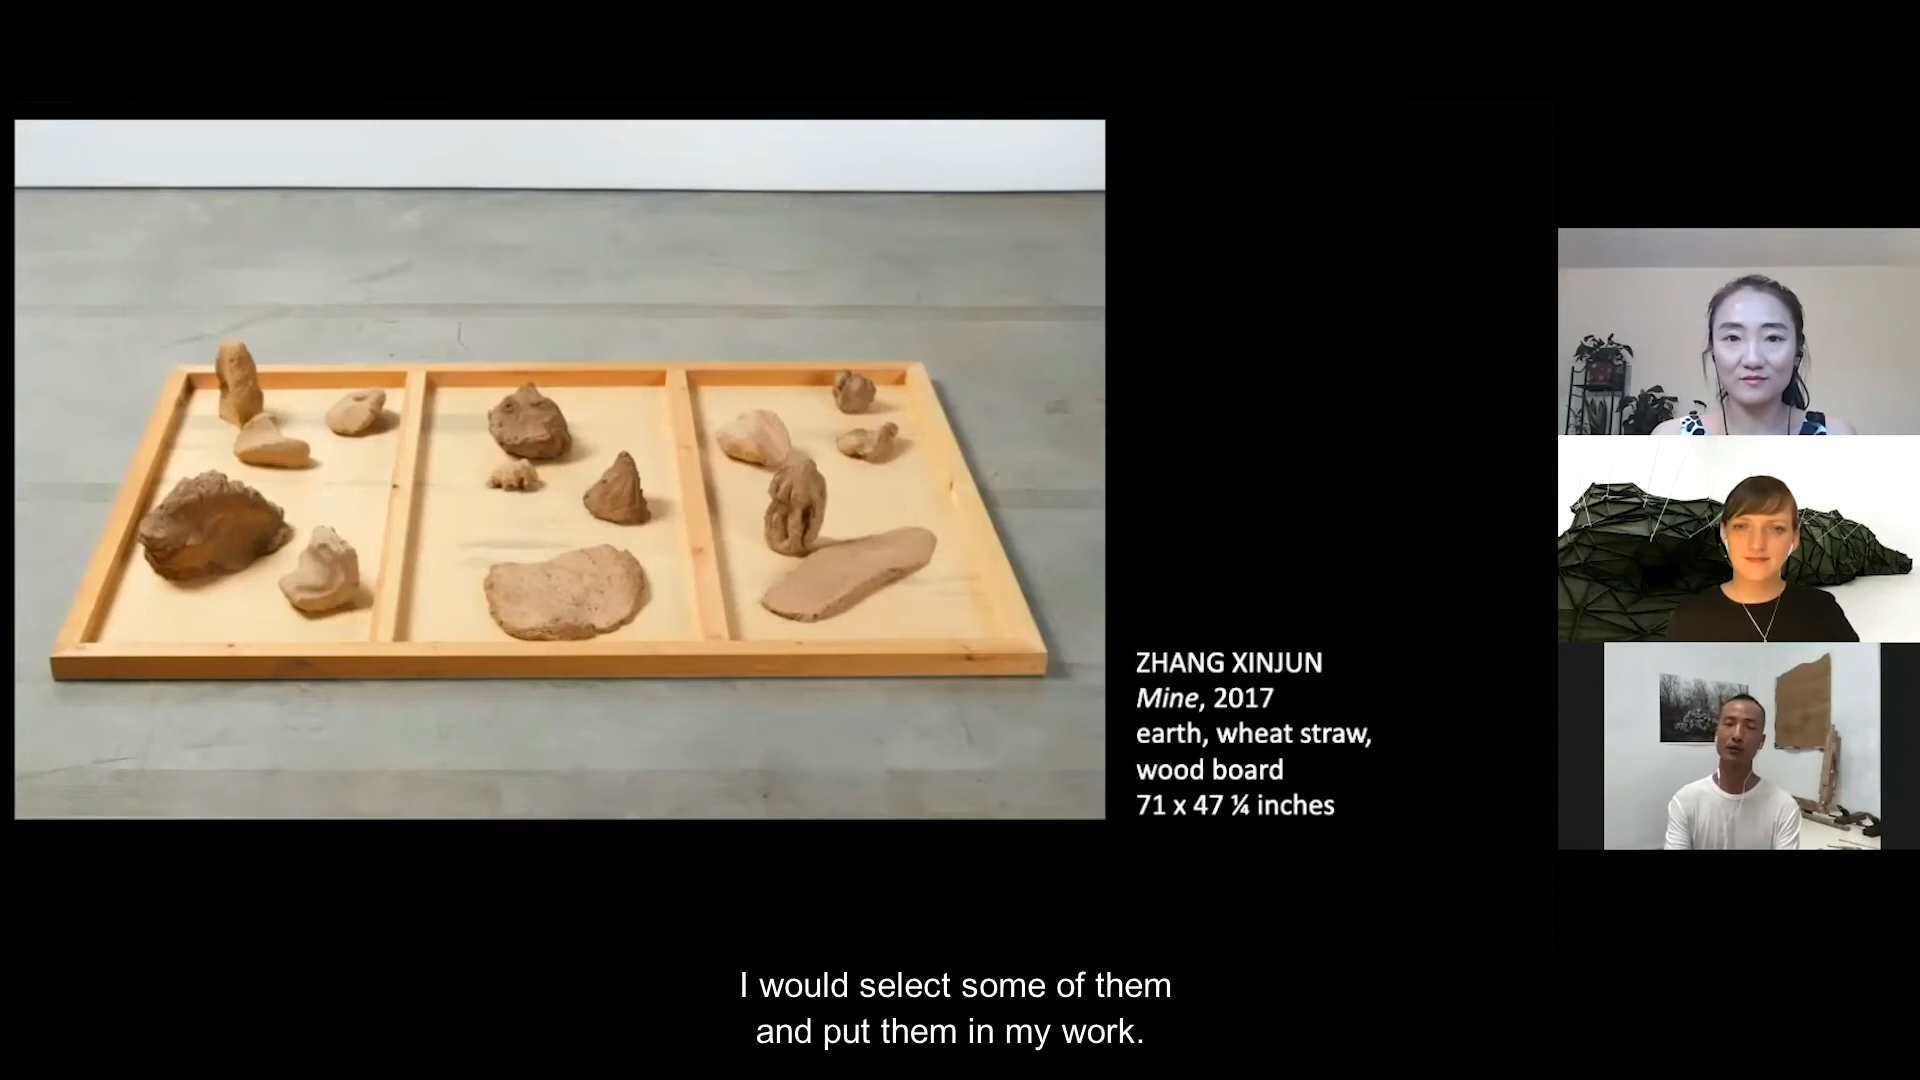 ZHANG XINJUN
Mine, 2017
earth, wheat straw,
wood board
71 x 47 ¼ inches
I would select some of them
and put them in my work.